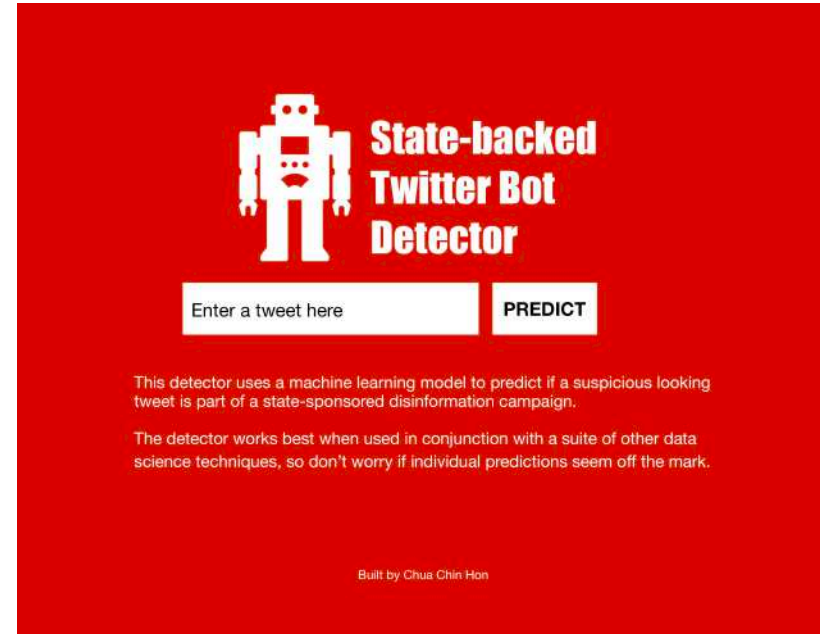 State-backed
Twitter Bot
Detector
Enter a tweet here
PREDICT
This detector uses a machine learning model to predict if a suspicious looking
tweet is part of a state-sponsored disinformation campaign.
The detector works best when used in conjunction with a suite of other data
science techniques, so don’t worry if individual predictions seem off the mark.
Built by Chua Chin Hon